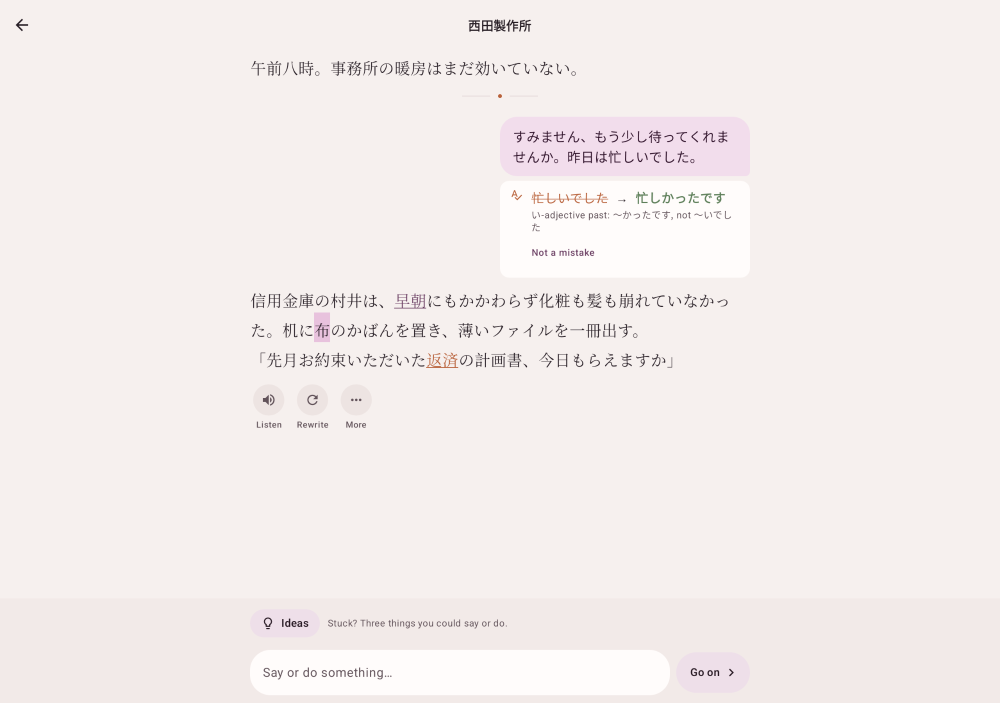 西田製作所
午前八時。事務所の暖房はまだ効いていない。
すみません、もう少し待ってくれま
せんか。昨日は忙しいでした。
忙しいでした → 忙しかったです
い-adjective past: 〜かったです, not 〜いでし
た
Not a mistake
信用金庫の村井は、早朝にもかかわらず化粧も髪も崩れていなかっ
た。机に布のかばんを置き、薄いファイルを一冊出す。
「先月お約束いただいた返済の計画書、今日もらえますか」
Listen Rewrite More
Ideas Stuck? Three things you could say or do.
Say or do something… Go on